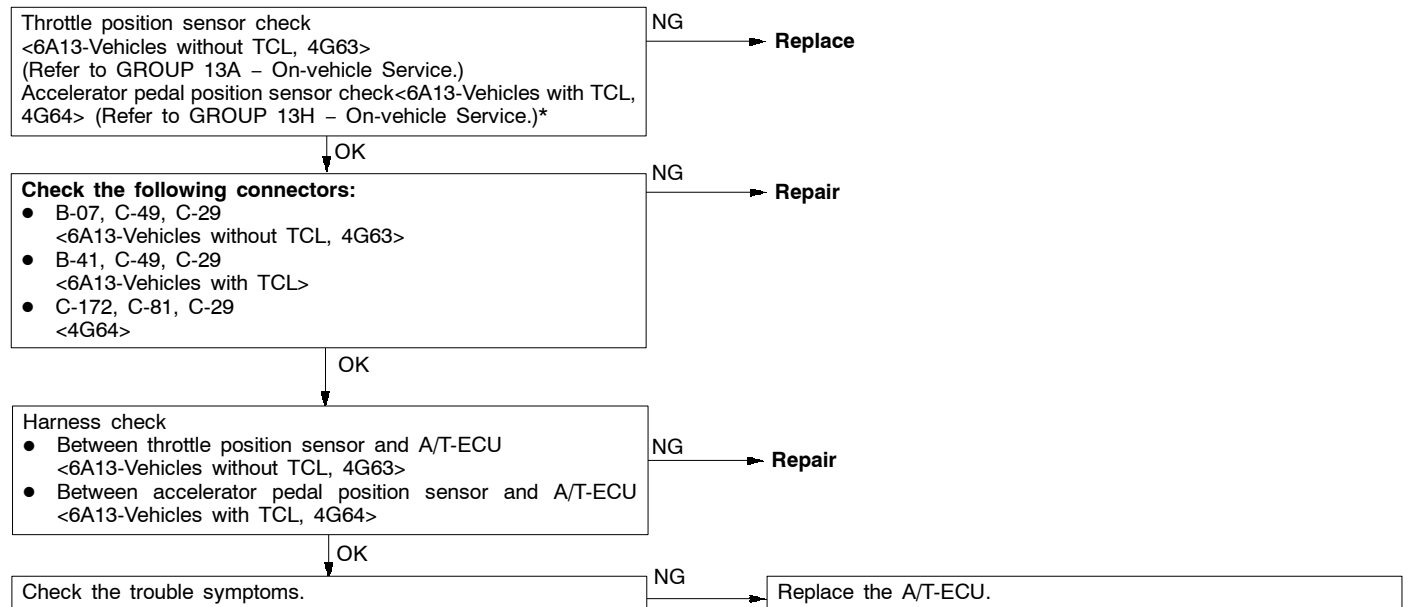 Throttle position sensor check
<6A13-Vehicles without TCL, 4G63>
(Refer to GROUP 13A – On-vehicle Service.)
Accelerator pedal position sensor check<6A13-Vehicles with TCL,
4G64> (Refer to GROUP 13H – On-vehicle Service.)*
NG
Replace
OK
Check the following connectors:
● B-07, C-49, C-29
<6A13-Vehicles without TCL, 4G63>
● B-41, C-49, C-29
<6A13-Vehicles with TCL>
● C-172, C-81, C-29
<4G64>
NG
Repair
OK
Harness check
● Between throttle position sensor and A/T-ECU
<6A13-Vehicles without TCL, 4G63>
● Between accelerator pedal position sensor and A/T-ECU
<6A13-Vehicles with TCL, 4G64>
NG
Repair
OK
Check the trouble symptoms.
NG
Replace the A/T-ECU.